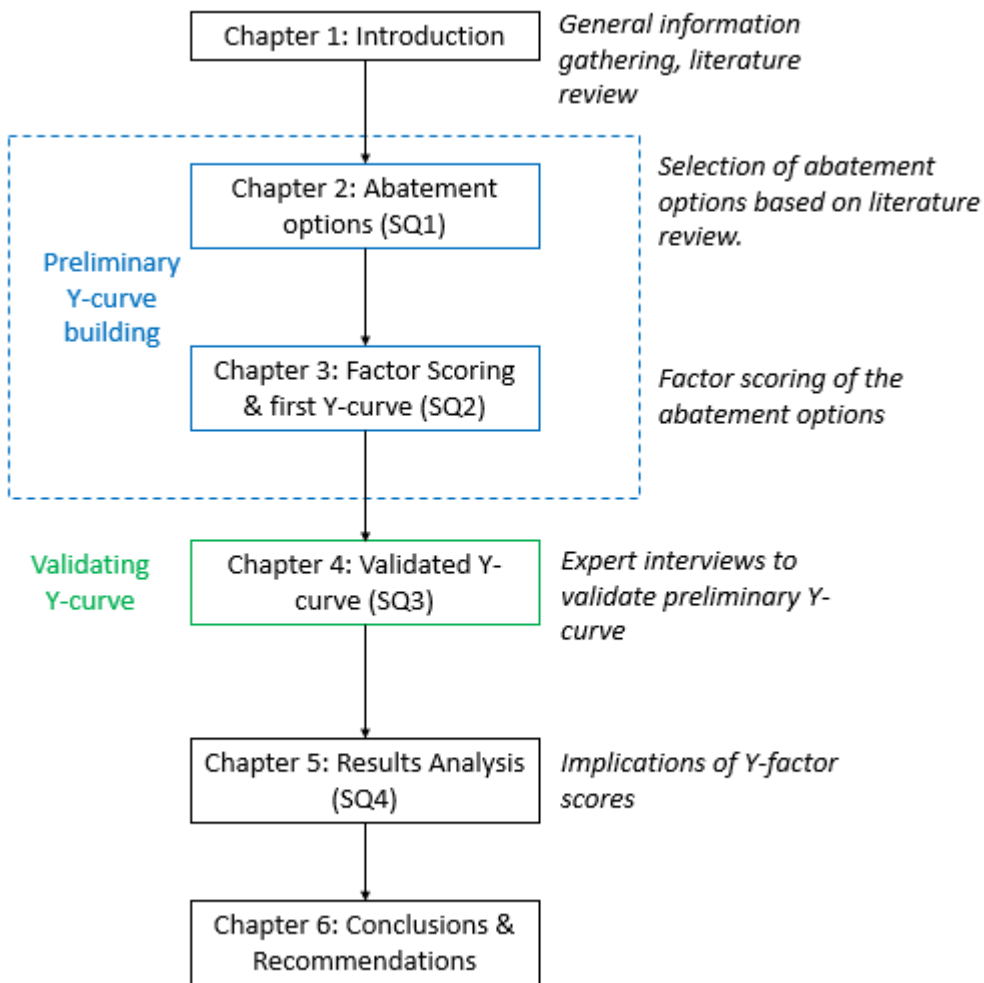 Chapter 1: Introduction
General information
gathering, literature
review
Chapter 2: Abatement
options (SQ1)
Selection of abatement
options based on literature
review.
Preliminary
Y-curve
building
Chapter 3: Factor Scoring
& first Y-curve (SQ2)
Factor scoring of the
abatement options
Validating
Y-curve
Chapter 4: Validated Y-
curve (SQ3)
Expert interviews to
validate preliminary Y-
curve
Chapter 5: Results Analysis
(SQ4)
Implications of Y-factor
scores
Chapter 6: Conclusions &
Recommendations